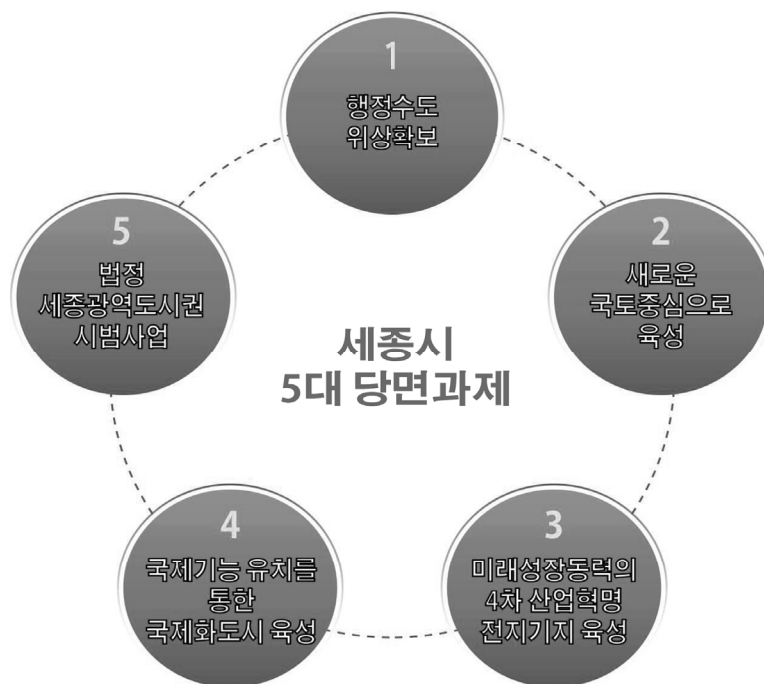 1
행정수도
위상확보
2
새로운
국토중심으로
육성
3
미래성장동력의
4차 산업혁명
전지기지 육성
4
국제기능 유치를
통한
국제화도시 육성
5
법정
세종광역도시권
시범사업
세종시
5대 당면과제